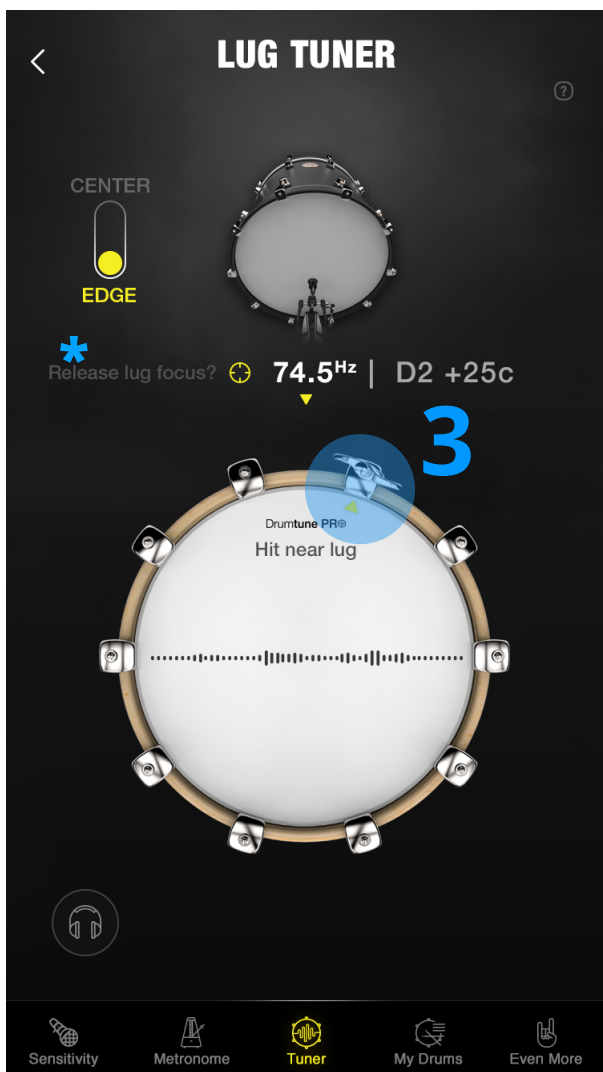 LUG TUNER
?
CENTER
EDGE
*
Release lug focus? 74.5Hz | D2 +25c
3
Drumtune PRO
Hit near lug
Sensitivity Metronome Tuner My Drums Even More